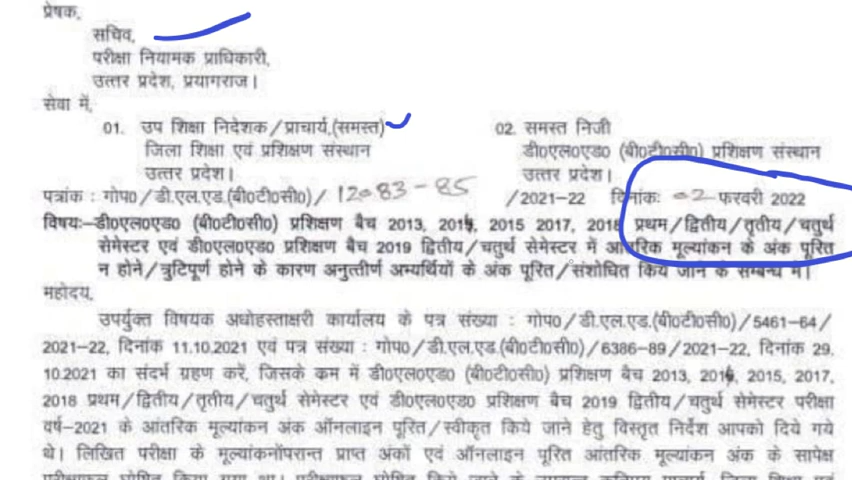 प्रेषक,
सचिव,
परीक्षा नियामक प्राधिकारी,
उत्तर प्रदेश, प्रयागराज।
सेवा में,
01. उप शिक्षा निदेशक/प्राचार्य,(समस्त)
जिला शिक्षा एवं प्रशिक्षण संस्थान
उत्तर प्रदेश।
02. समस्त निजी
डी0एल0एड0 (बी0टी0सी0) प्रशिक्षण संस्थान
उत्तर प्रदेश।
पत्रांक : गोप0/डी.एल.एड.(बी0टी0सी0)/ 12083-85 /2021-22 दिनांकः 02 फरवरी 2022
विषयः-डी0एल0एड0 (बी0टी0सी0) प्रशिक्षण बैच 2013, 2014, 2015 2017, 2018 प्रथम/द्वितीय/तृतीय/चतुर्थ
सेमेस्टर एवं डी0एल0एड0 प्रशिक्षण बैच 2019 द्वितीय/चतुर्थ सेमेस्टर में आंतरिक मूल्यांकन के अंक पूरित
न होने/त्रुटिपूर्ण होने के कारण अनुत्तीर्ण अभ्यर्थियों के अंक पूरित/संशोधित किये जाने के सम्बन्ध में।
महोदय,
उपर्युक्त विषयक अधोहस्ताक्षरी कार्यालय के पत्र संख्या : गोप0/डी.एल.एड.(बी0टी0सी0)/5461-64/
2021-22, दिनांक 11.10.2021 एवं पत्र संख्या : गोप0/डी.एल.एड.(बी0टी0सी0)/6386-89/2021-22, दिनांक 29.
10.2021 का संदर्भ ग्रहण करें, जिसके क्रम में डी0एल0एड0 (बी0टी0सी0) प्रशिक्षण बैच 2013, 2014, 2015, 2017,
2018 प्रथम/द्वितीय/तृतीय/चतुर्थ सेमेस्टर एवं डी0एल0एड0 प्रशिक्षण बैच 2019 द्वितीय/चतुर्थ सेमेस्टर परीक्षा
वर्ष-2021 के आंतरिक मूल्यांकन अंक ऑनलाइन पूरित/स्वीकृत किये जाने हेतु विस्तृत निर्देश आपको दिये गये
थे। लिखित परीक्षा के मूल्यांकनोंपरान्त प्राप्त अंकों एवं ऑनलाइन पूरित आंतरिक मूल्यांकन अंक के सापेक्ष